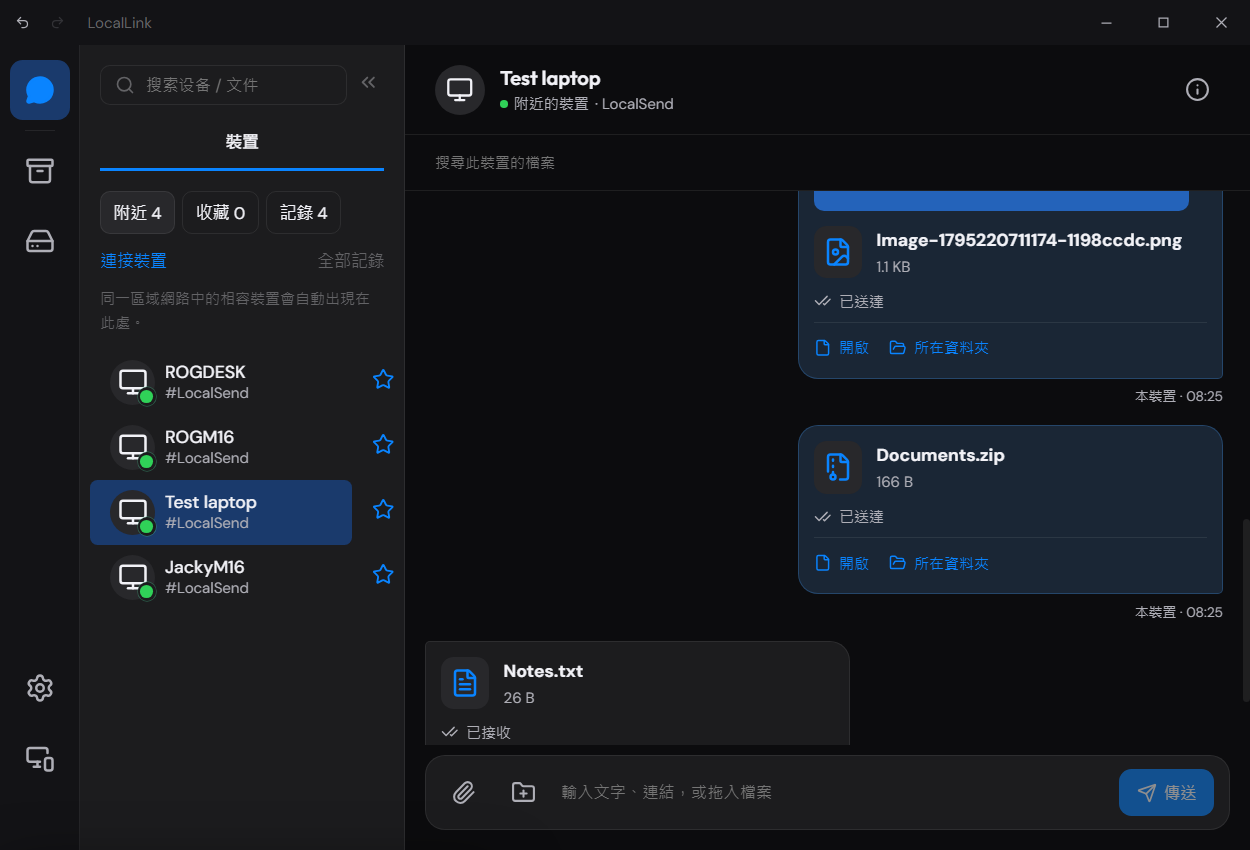 LocalLink
搜索设备 / 文件
裝置
附近 4
收藏 0
記錄 4
連接裝置
全部記錄
同一區域網路中的相容裝置會自動出現在
此處。
ROGDESK
#LocalSend
ROGM16
#LocalSend
Test laptop
#LocalSend
JackyM16
#LocalSend
Test laptop
附近的裝置 · LocalSend
搜尋此裝置的檔案
Image-1795220711174-1198ccdc.png
1.1 KB
已送達
開啟
所在資料夾
本裝置 · 08:25
Documents.zip
166 B
已送達
開啟
所在資料夾
本裝置 · 08:25
Notes.txt
26 B
已接收
輸入文字、連結，或拖入檔案
傳送